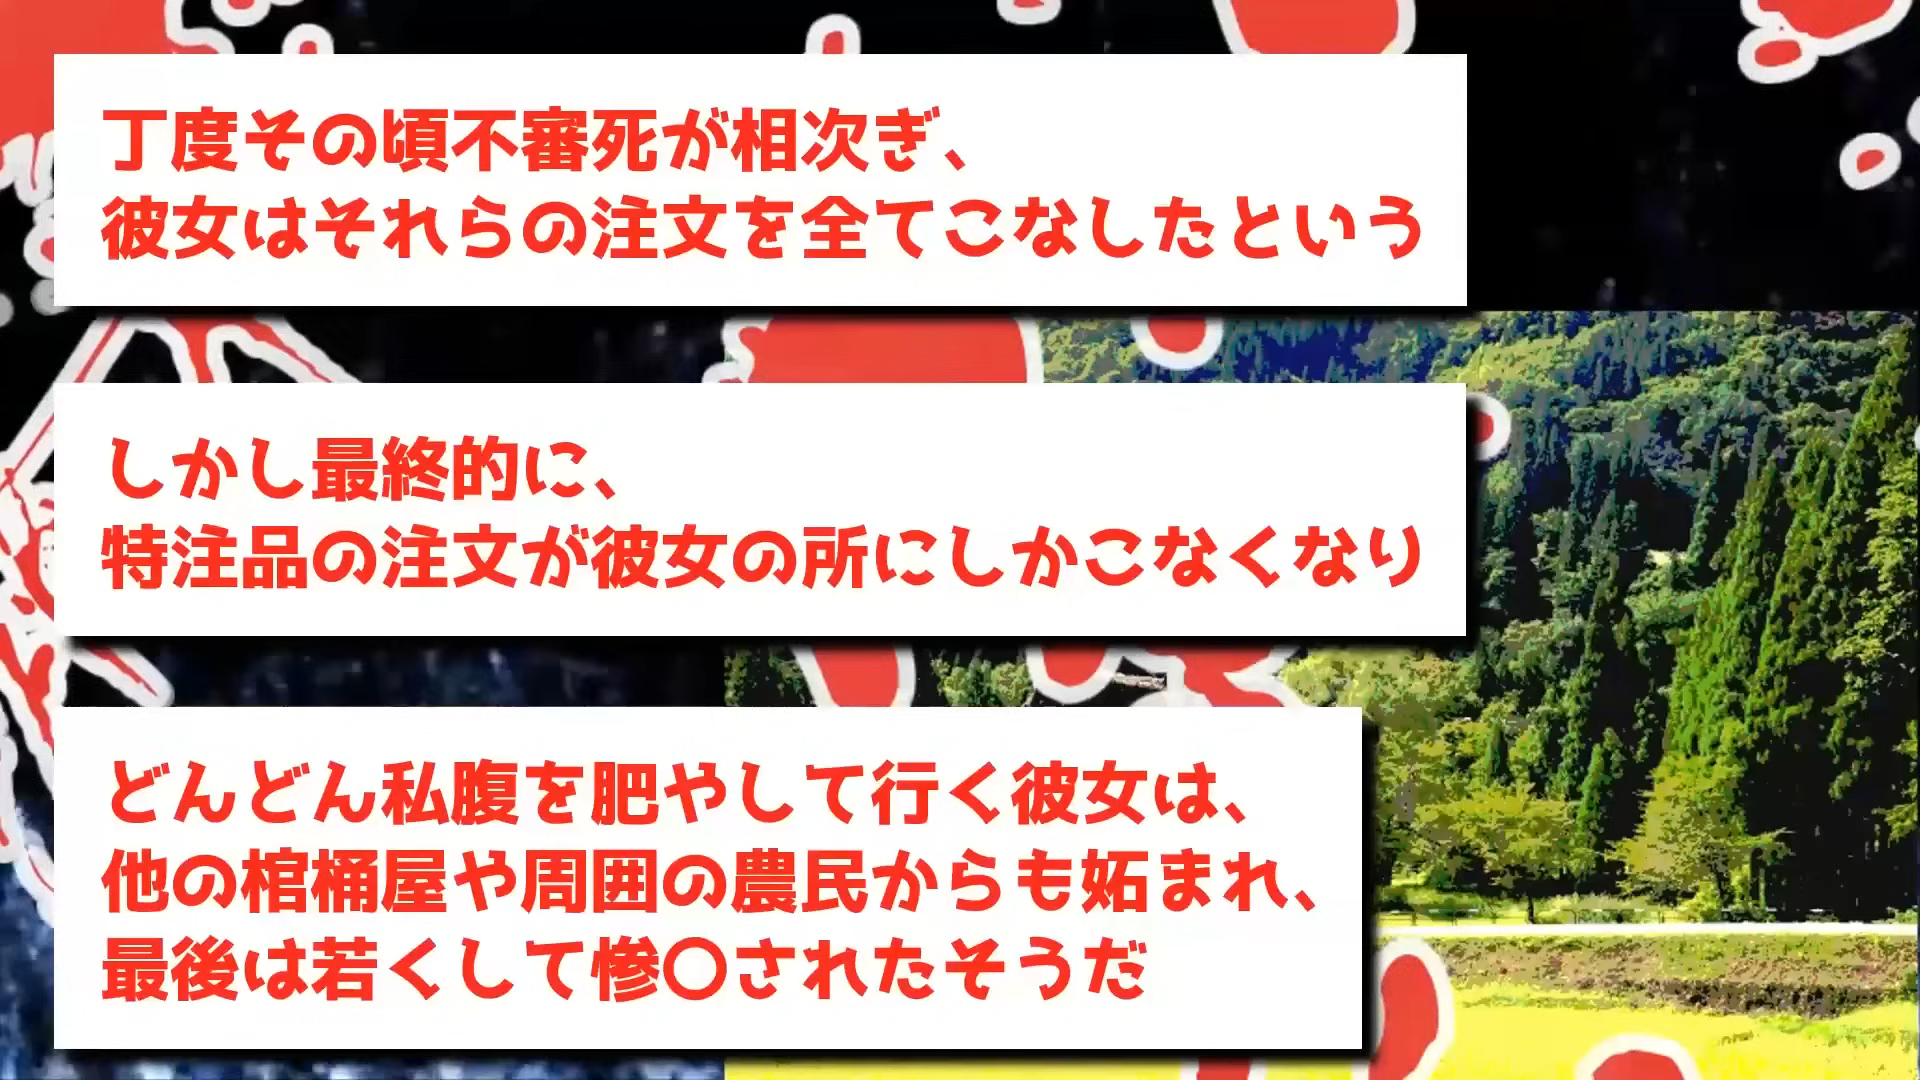 丁度その頃不審死が相次ぎ、
彼女はそれらの注文を全てこなしたという
しかし最終的に、
特注品の注文が彼女の所にしかこなくなり
どんどん私腹を肥やして行く彼女は、
他の棺桶屋や周囲の農民からも妬まれ、
最後は若くして惨〇されたそうだ